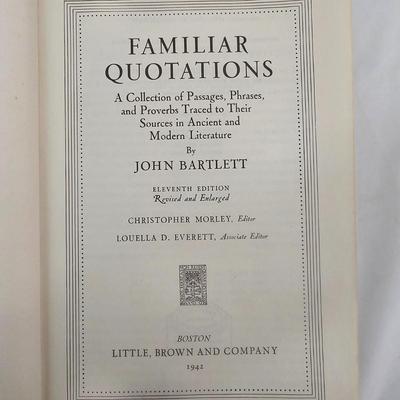 FAMILIAR
QUOTATIONS
A Collection of Passages, Phrases,
and Proverbs Traced to Their
Sources in Ancient and
Modern Literature
By
JOHN BARTLETT
ELEVENTH EDITION
Revised and Enlarged
CHRISTOPHER MORLEY, Editor
LOUELLA D. EVERETT, Associate Editor
BOSTON
LITTLE, BROWN AND COMPANY
1942